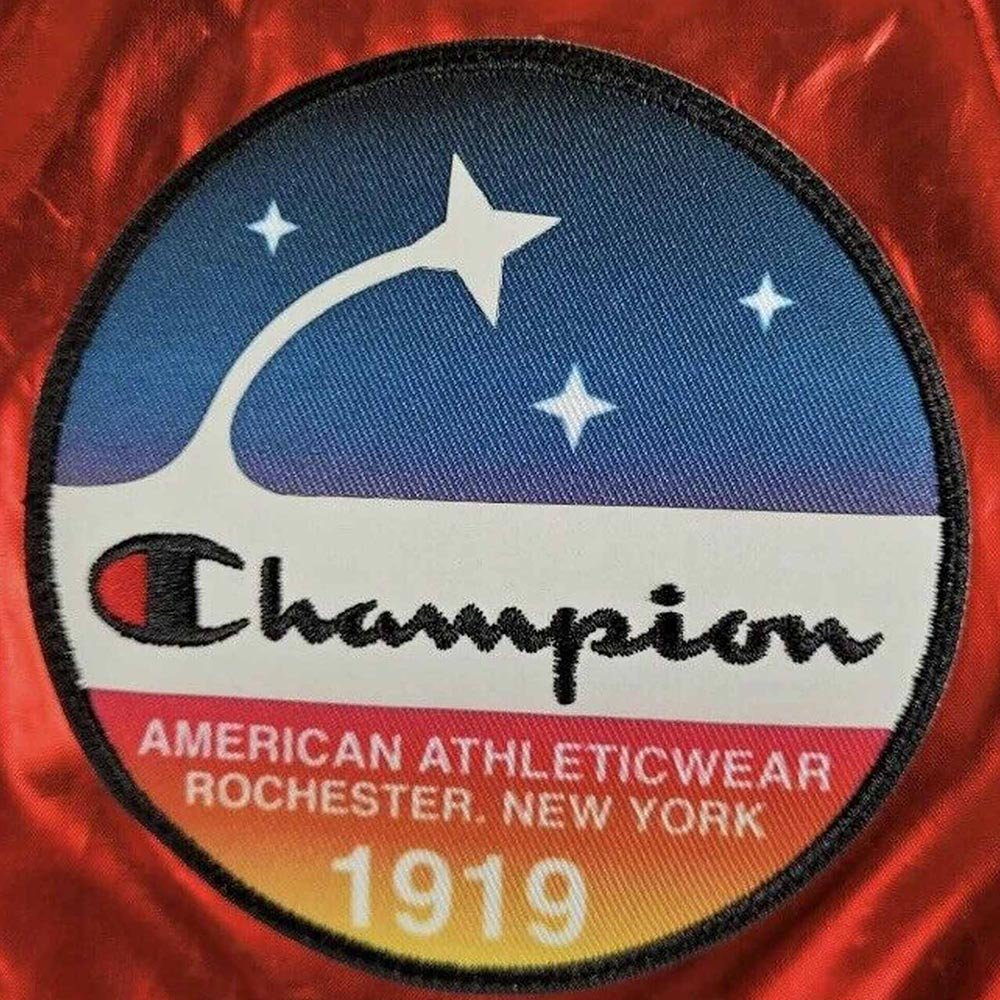 Champion
AMERICAN ATHLETICWEAR
ROCHESTER. NEW YORK
1919